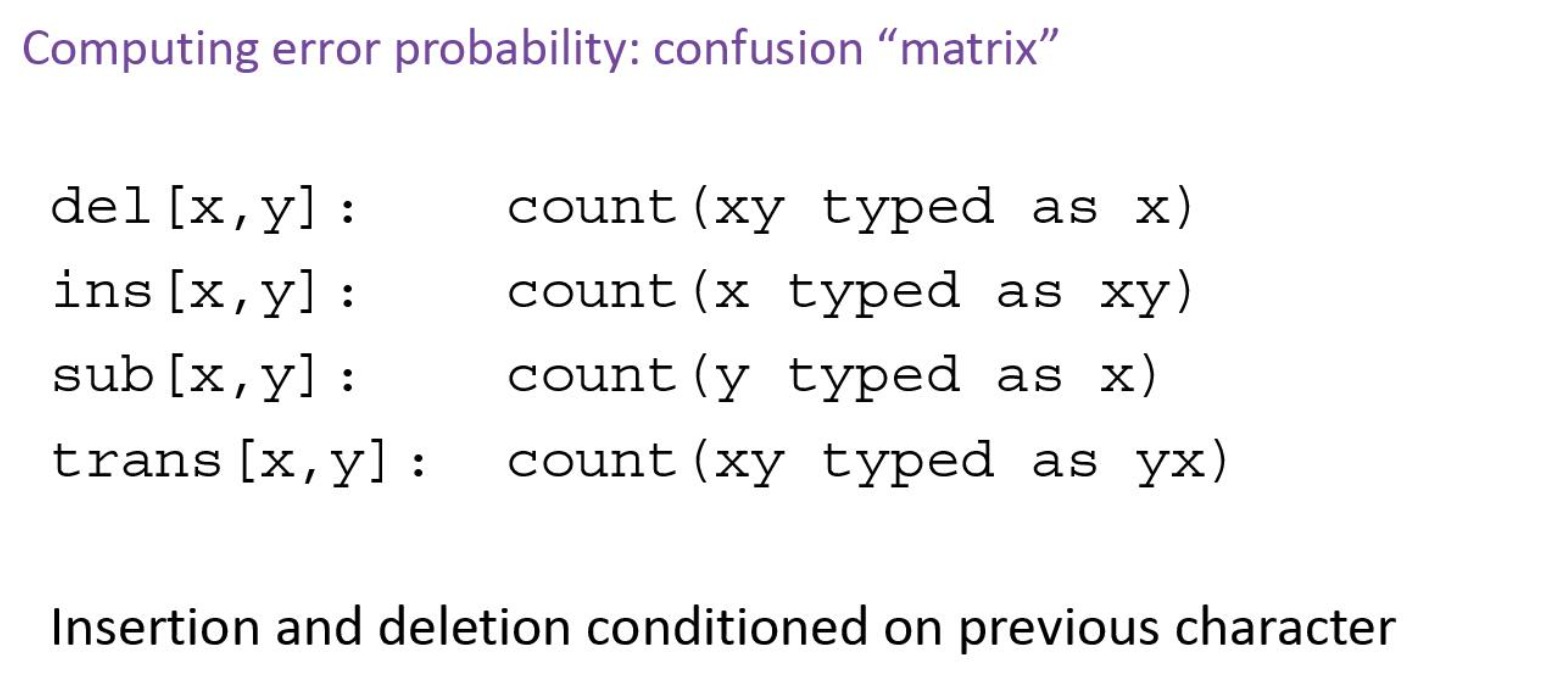 Computing error probability: confusion “matrix”
del[x,y]: count(xy typed as x)
ins[x,y]: count(x typed as xy)
sub[x,y]: count(y typed as x)
trans[x,y]: count(xy typed as yx)
Insertion and deletion conditioned on previous character